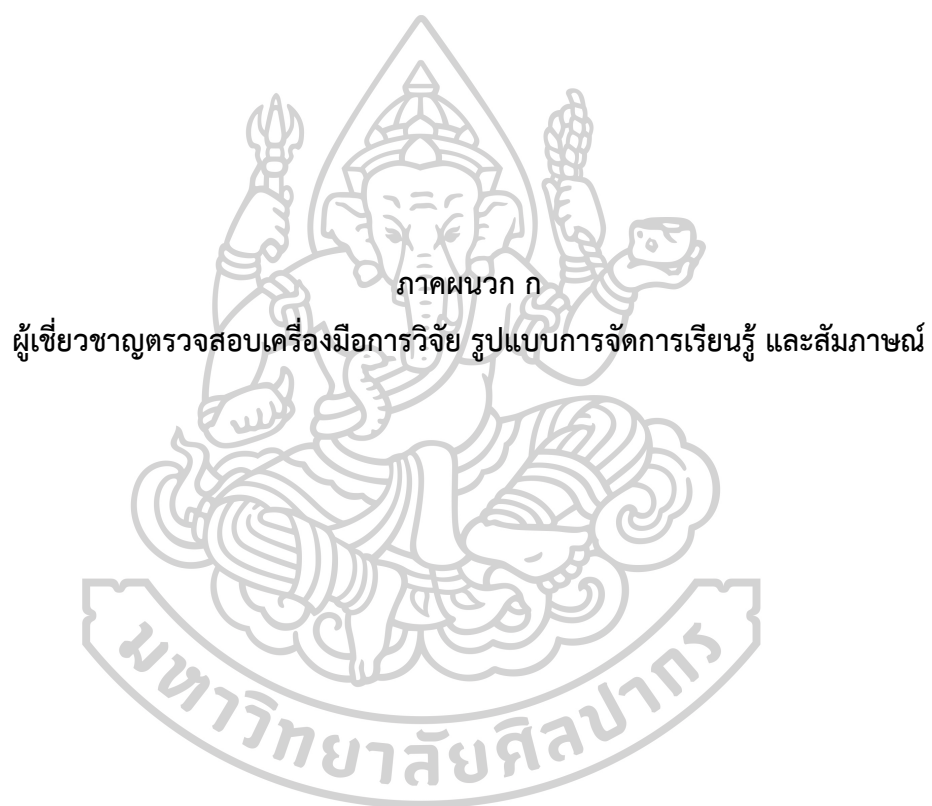 ภาคผนวก ก
ผู้เชี่ยวชาญตรวจสอบเครื่องมือการวิจัย รูปแบบการจัดการเรียนรู้ และสัมภาษณ์
มหาวิทยาลัยศิลปากร